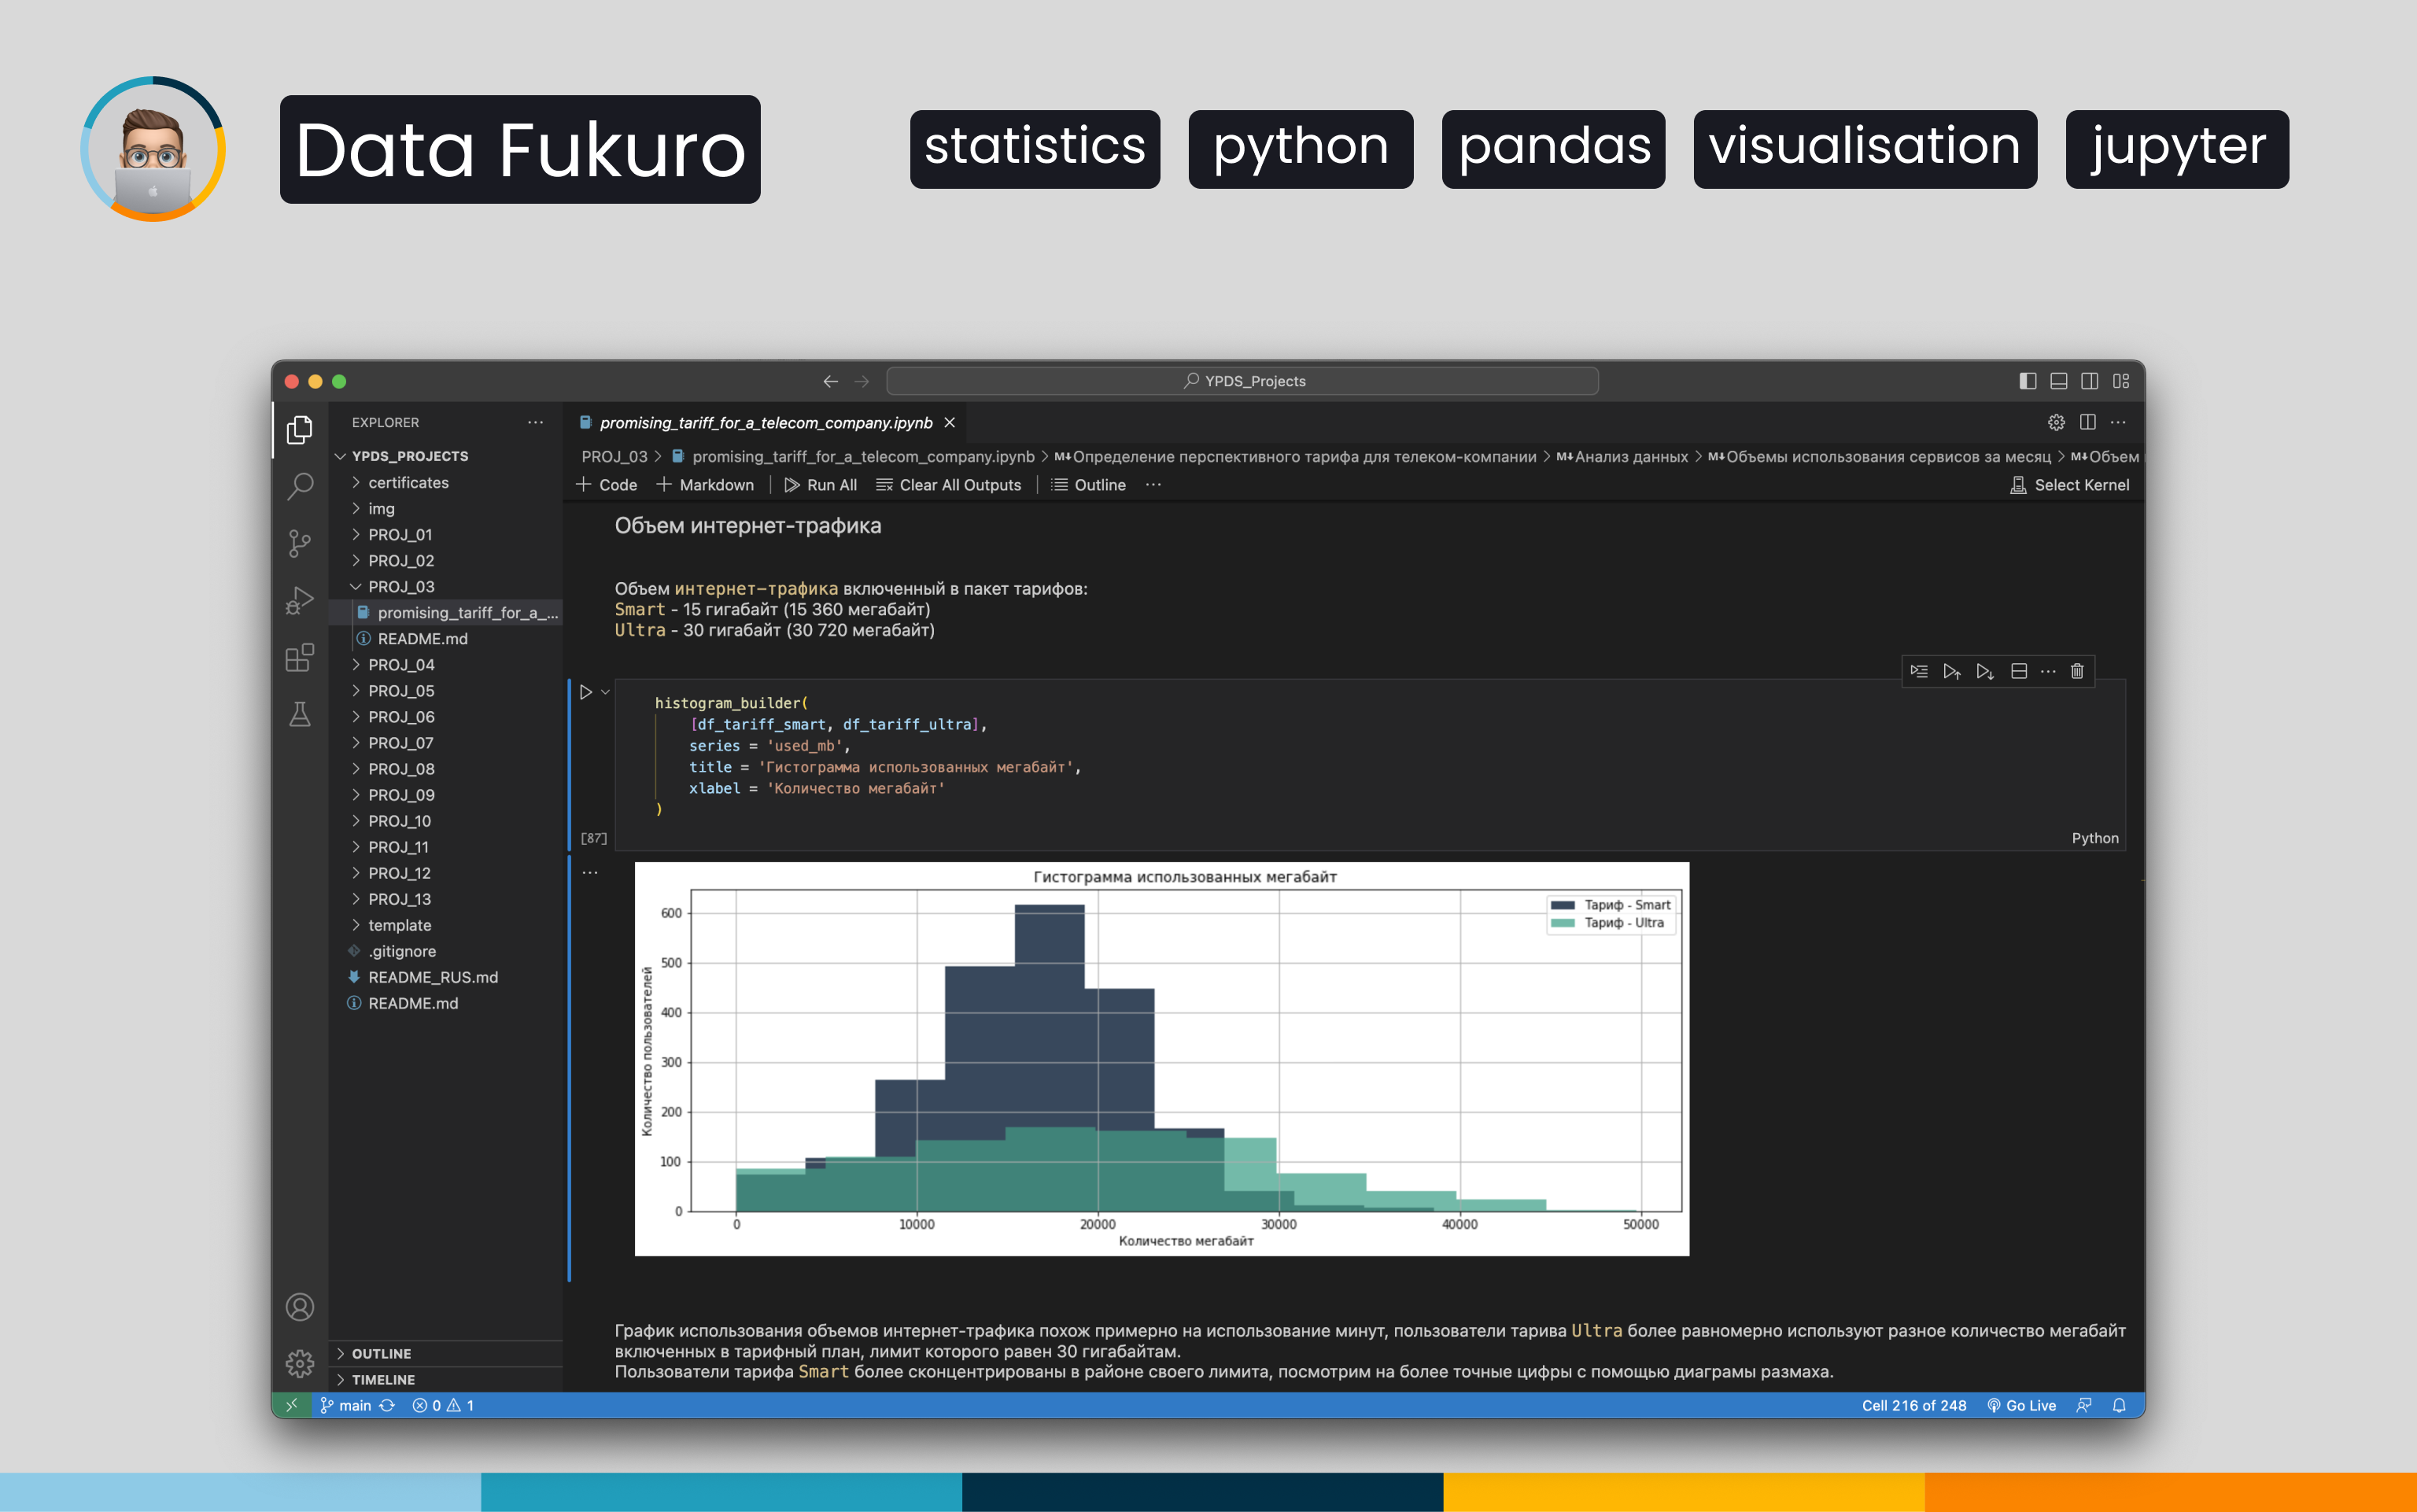 Data Fukuro
statistics
python
pandas
visualisation
jupyter
YPDS_Projects
EXPLORER
YPDS_PROJECTS
certificates
img
PROJ_01
PROJ_02
PROJ_03
promising_tariff_for_a_...
README.md
PROJ_04
PROJ_05
PROJ_06
PROJ_07
PROJ_08
PROJ_09
PROJ_10
PROJ_11
PROJ_12
PROJ_13
template
.gitignore
README_RUS.md
README.md
OUTLINE
TIMELINE
promising_tariff_for_a_telecom_company.ipynb
PROJ_03 > promising_tariff_for_a_telecom_company.ipynb > M↓Определение перспективного тарифа для телеком-компании > M↓Анализ данных > M↓Объемы использования сервисов за месяц > M↓Объем
Code Markdown Run All Clear All Outputs Outline ... Select Kernel
Объем интернет-трафика
Объем интернет-трафика включенный в пакет тарифов:
Smart - 15 гигабайт (15 360 мегабайт)
Ultra - 30 гигабайт (30 720 мегабайт)
histogram_builder(
[df_tariff_smart, df_tariff_ultra],
series = 'used_mb',
title = 'Гистограмма использованных мегабайт',
xlabel = 'Количество мегабайт'
)
[87]
Python
Гистограмма использованных мегабайт
Тариф - Smart
Тариф - Ultra
Количество пользователей
600
500
400
300
200
100
0
0 10000 20000 30000 40000 50000
Количество мегабайт
График использования объемов интернет-трафика похож примерно на использование минут, пользователи тарива Ultra более равномерно используют разное количество мегабайт
включенных в тарифный план, лимит которого равен 30 гигабайтам.
Пользователи тарифа Smart более сконцентрированы в районе своего лимита, посмотрим на более точные цифры с помощью диаграмы размаха.
main 0 1 Cell 216 of 248 Go Live